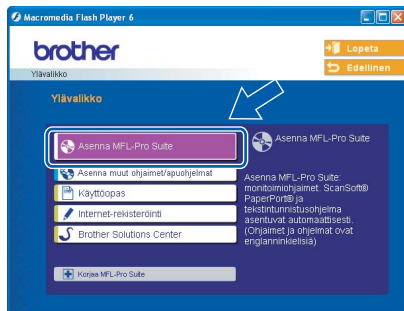 Macromedia Flash Player 6
brother
Lopeta
Edellinen
Ylävalikko
Ylävalikko
Asenna MFL-Pro Suite
Asenna muut ohjaimet/apuohjelmat
Käyttöopas
Internet-rekisteröinti
Brother Solutions Center
Korjaa MFL-Pro Suite
Asenna MFL-Pro Suite
Asenna MFL-Pro Suite:
monitoimiohjaimet. ScanSoft®
PaperPort® ja
tekstintunnistusohjelma
asentuvat automaattisesti.
(Ohjaimet ja ohjelmat ovat
englanninkielisiä)